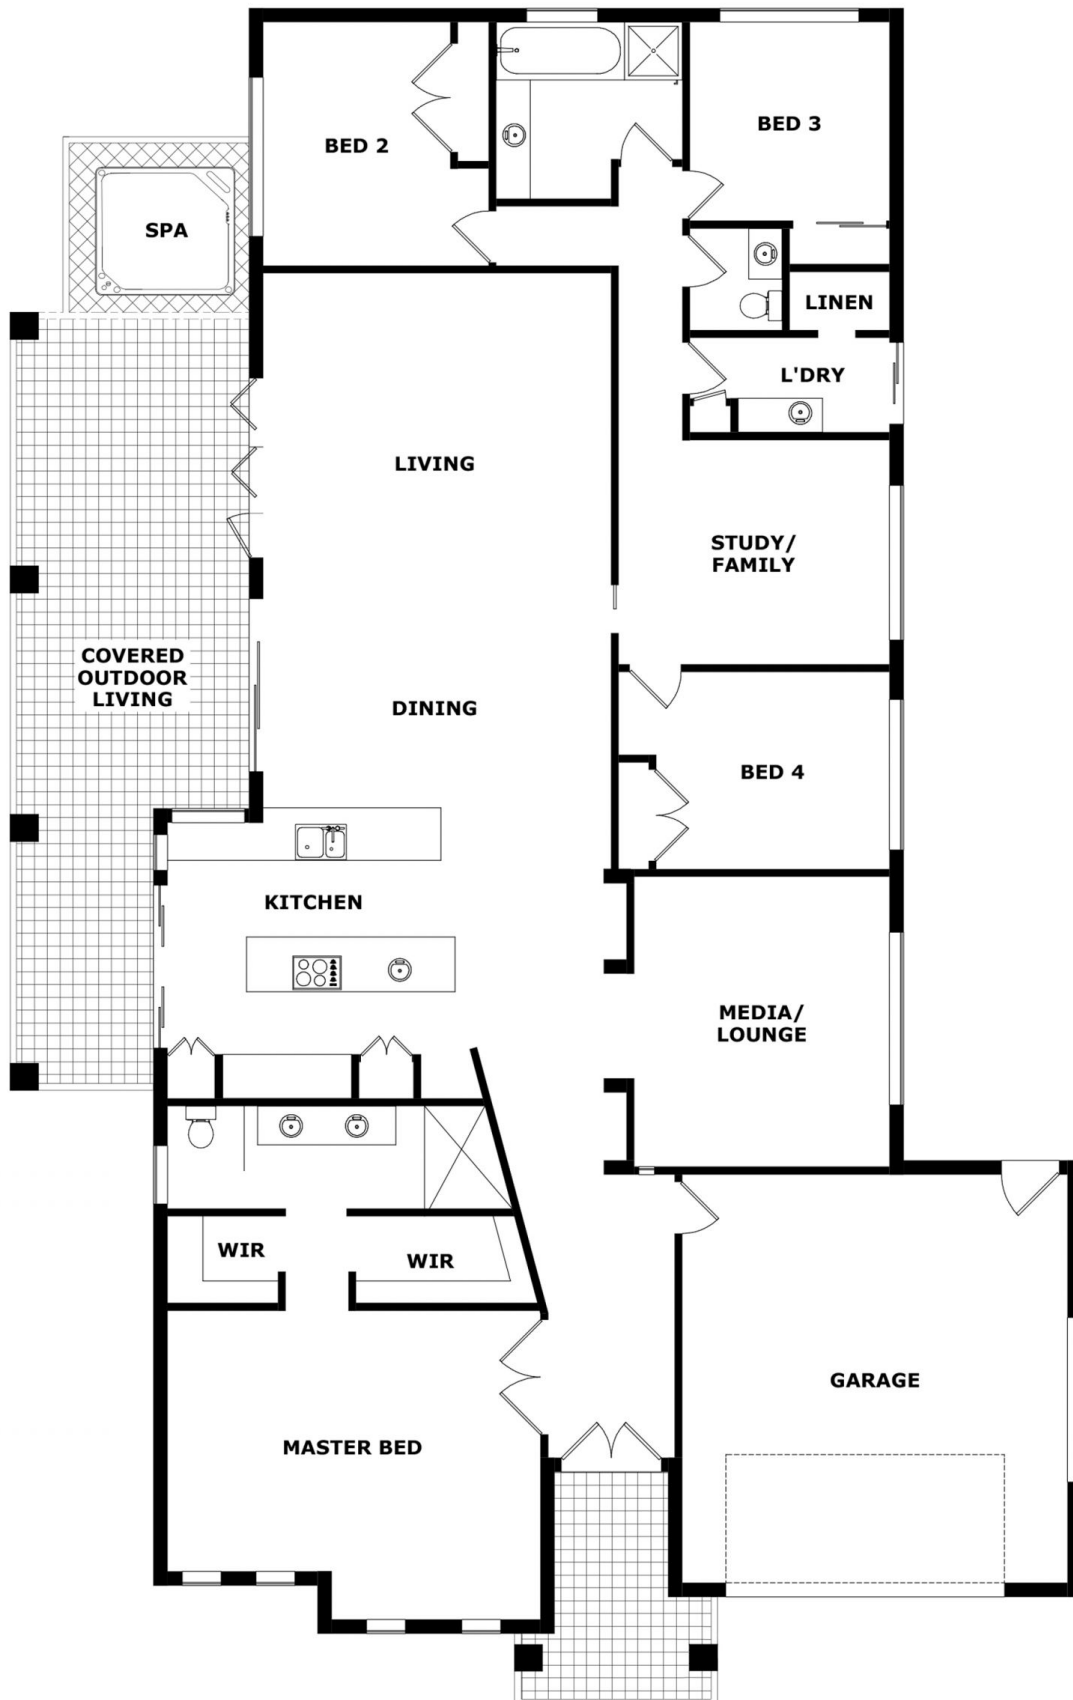 BED 2
BED 3
SPA
LINEN
L'DRY
LIVING
STUDY/
FAMILY
COVERED
OUTDOOR
LIVING
DINING
BED 4
KITCHEN
MEDIA/
LOUNGE
WIR
WIR
GARAGE
MASTER BED